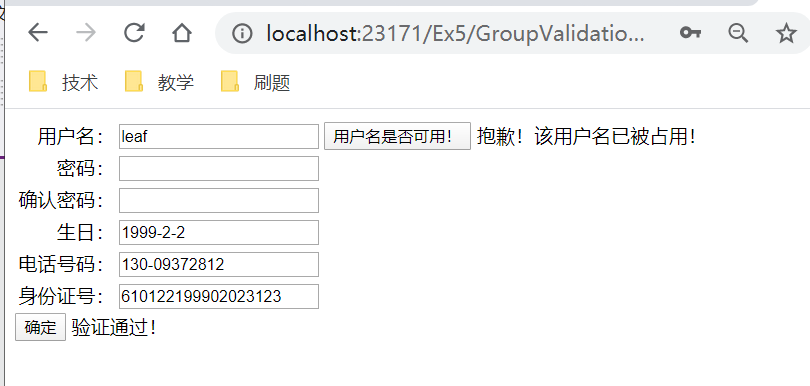 localhost:23171/Ex5/GroupValidatio...
技术 教学 刷题
用户名： leaf 用户名是否可用！ 抱歉！该用户名已被占用！
密码：
确认密码：
生日： 1999-2-2
电话号码： 130-09372812
身份证号： 610122199902023123
确定 验证通过！